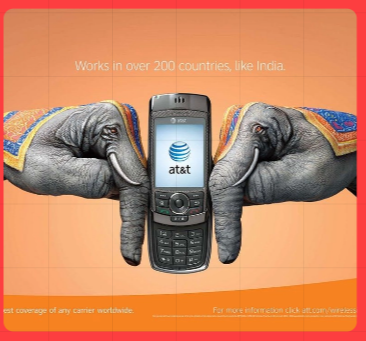 Works in over 200 countries, like India.
at&t
at&t
est coverage of any carrier worldwide.
For more information click att.com/wireless